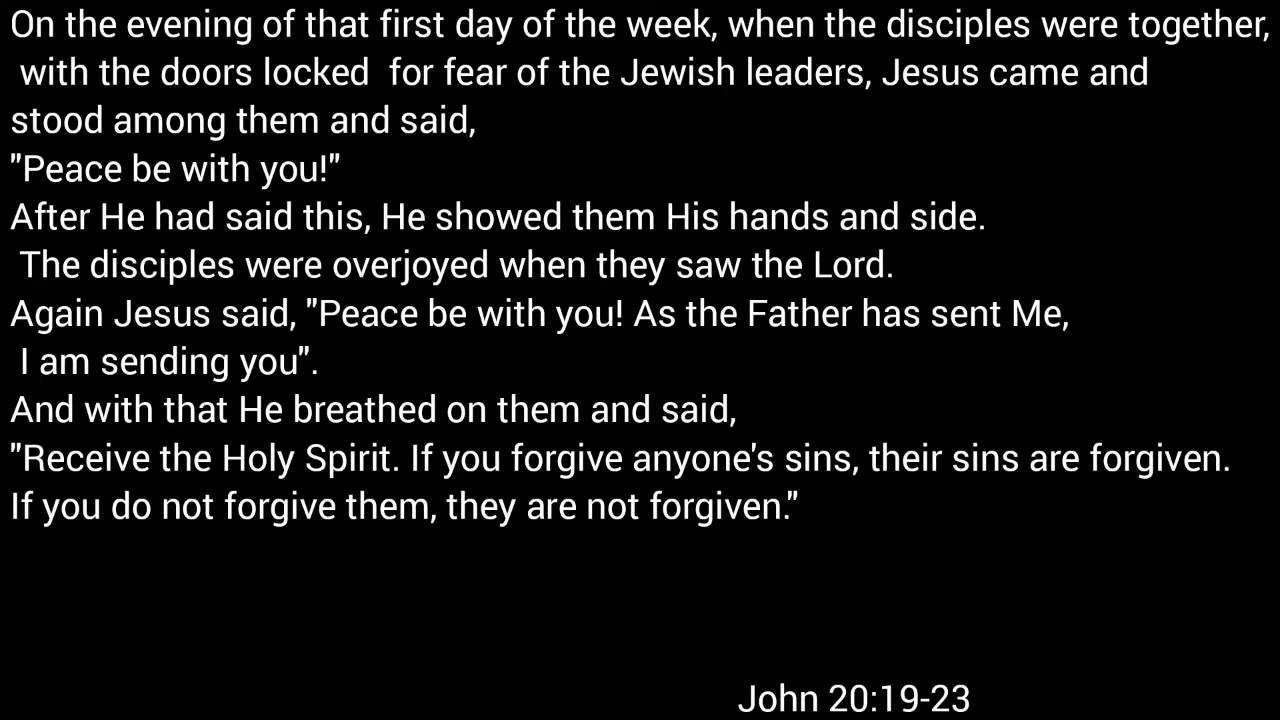 On the evening of that first day of the week, when the disciples were together,
with the doors locked  for fear of the Jewish leaders, Jesus came and
stood among them and said,
"Peace be with you!"
After He had said this, He showed them His hands and side.
The disciples were overjoyed when they saw the Lord.
Again Jesus said, "Peace be with you! As the Father has sent Me,
I am sending you".
And with that He breathed on them and said,
"Receive the Holy Spirit. If you forgive anyone's sins, their sins are forgiven.
If you do not forgive them, they are not forgiven."
John 20:19-23